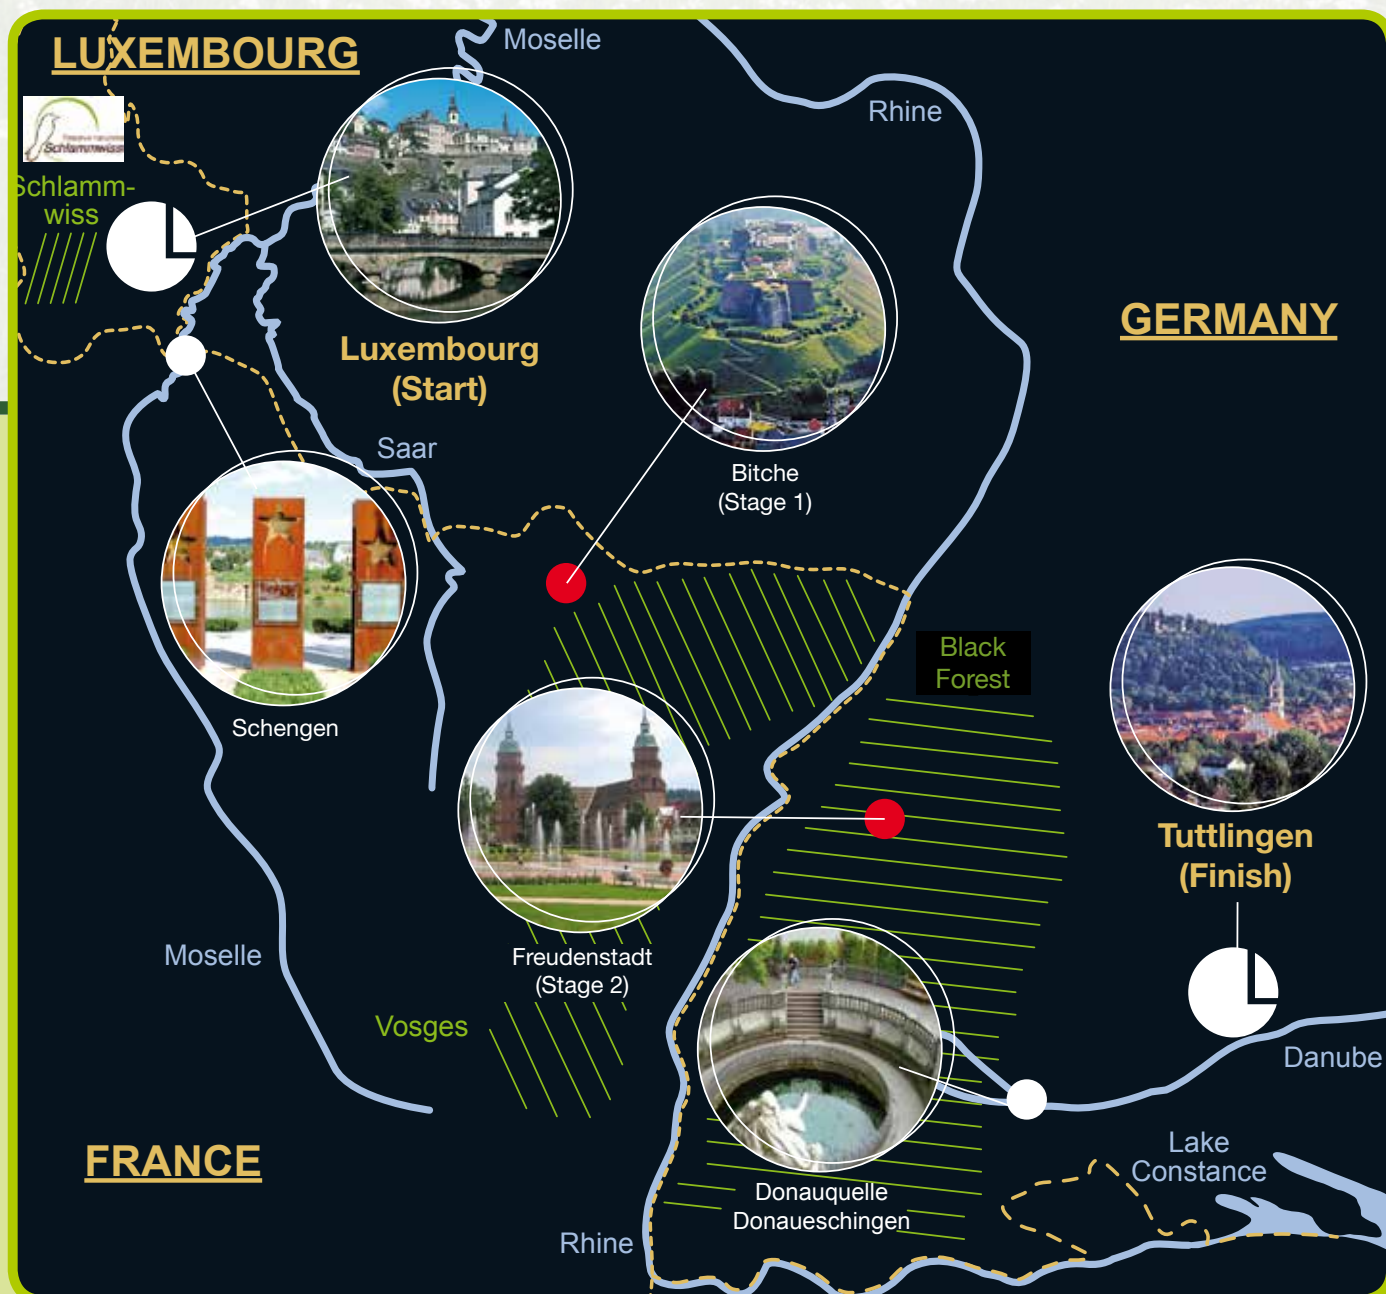 LUXEMBOURG
Moselle
Rhine
Schlammwiss
Schlamm-
wiss
GERMANY
Luxembourg
(Start)
Saar
Bitche
(Stage 1)
Black
Forest
Schengen
Tuttlingen
(Finish)
Moselle
Freudenstadt
(Stage 2)
Vosges
Danube
FRANCE
Lake
Constance
Donauquelle
Donaueschingen
Rhine